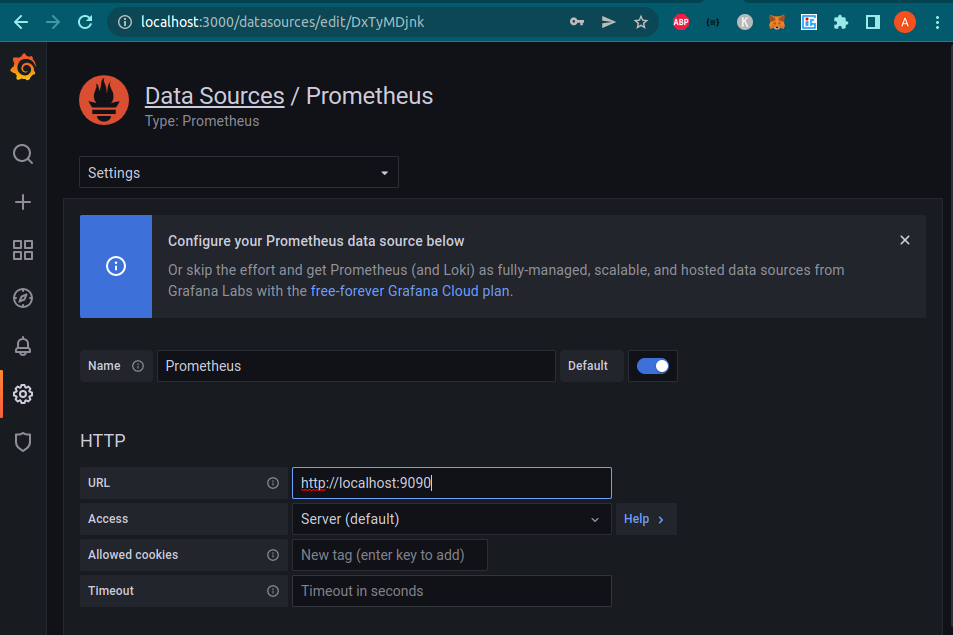 localhost:3000/datasources/edit/DxTyMDjnk
ABP
K
A
Data Sources / Prometheus
Type: Prometheus
Settings
Configure your Prometheus data source below
Or skip the effort and get Prometheus (and Loki) as fully-managed, scalable, and hosted data sources from
Grafana Labs with the free-forever Grafana Cloud plan.
Name
Prometheus
Default
HTTP
URL
http://localhost:9090
Access
Server (default)
Help
Allowed cookies
New tag (enter key to add)
Timeout
Timeout in seconds